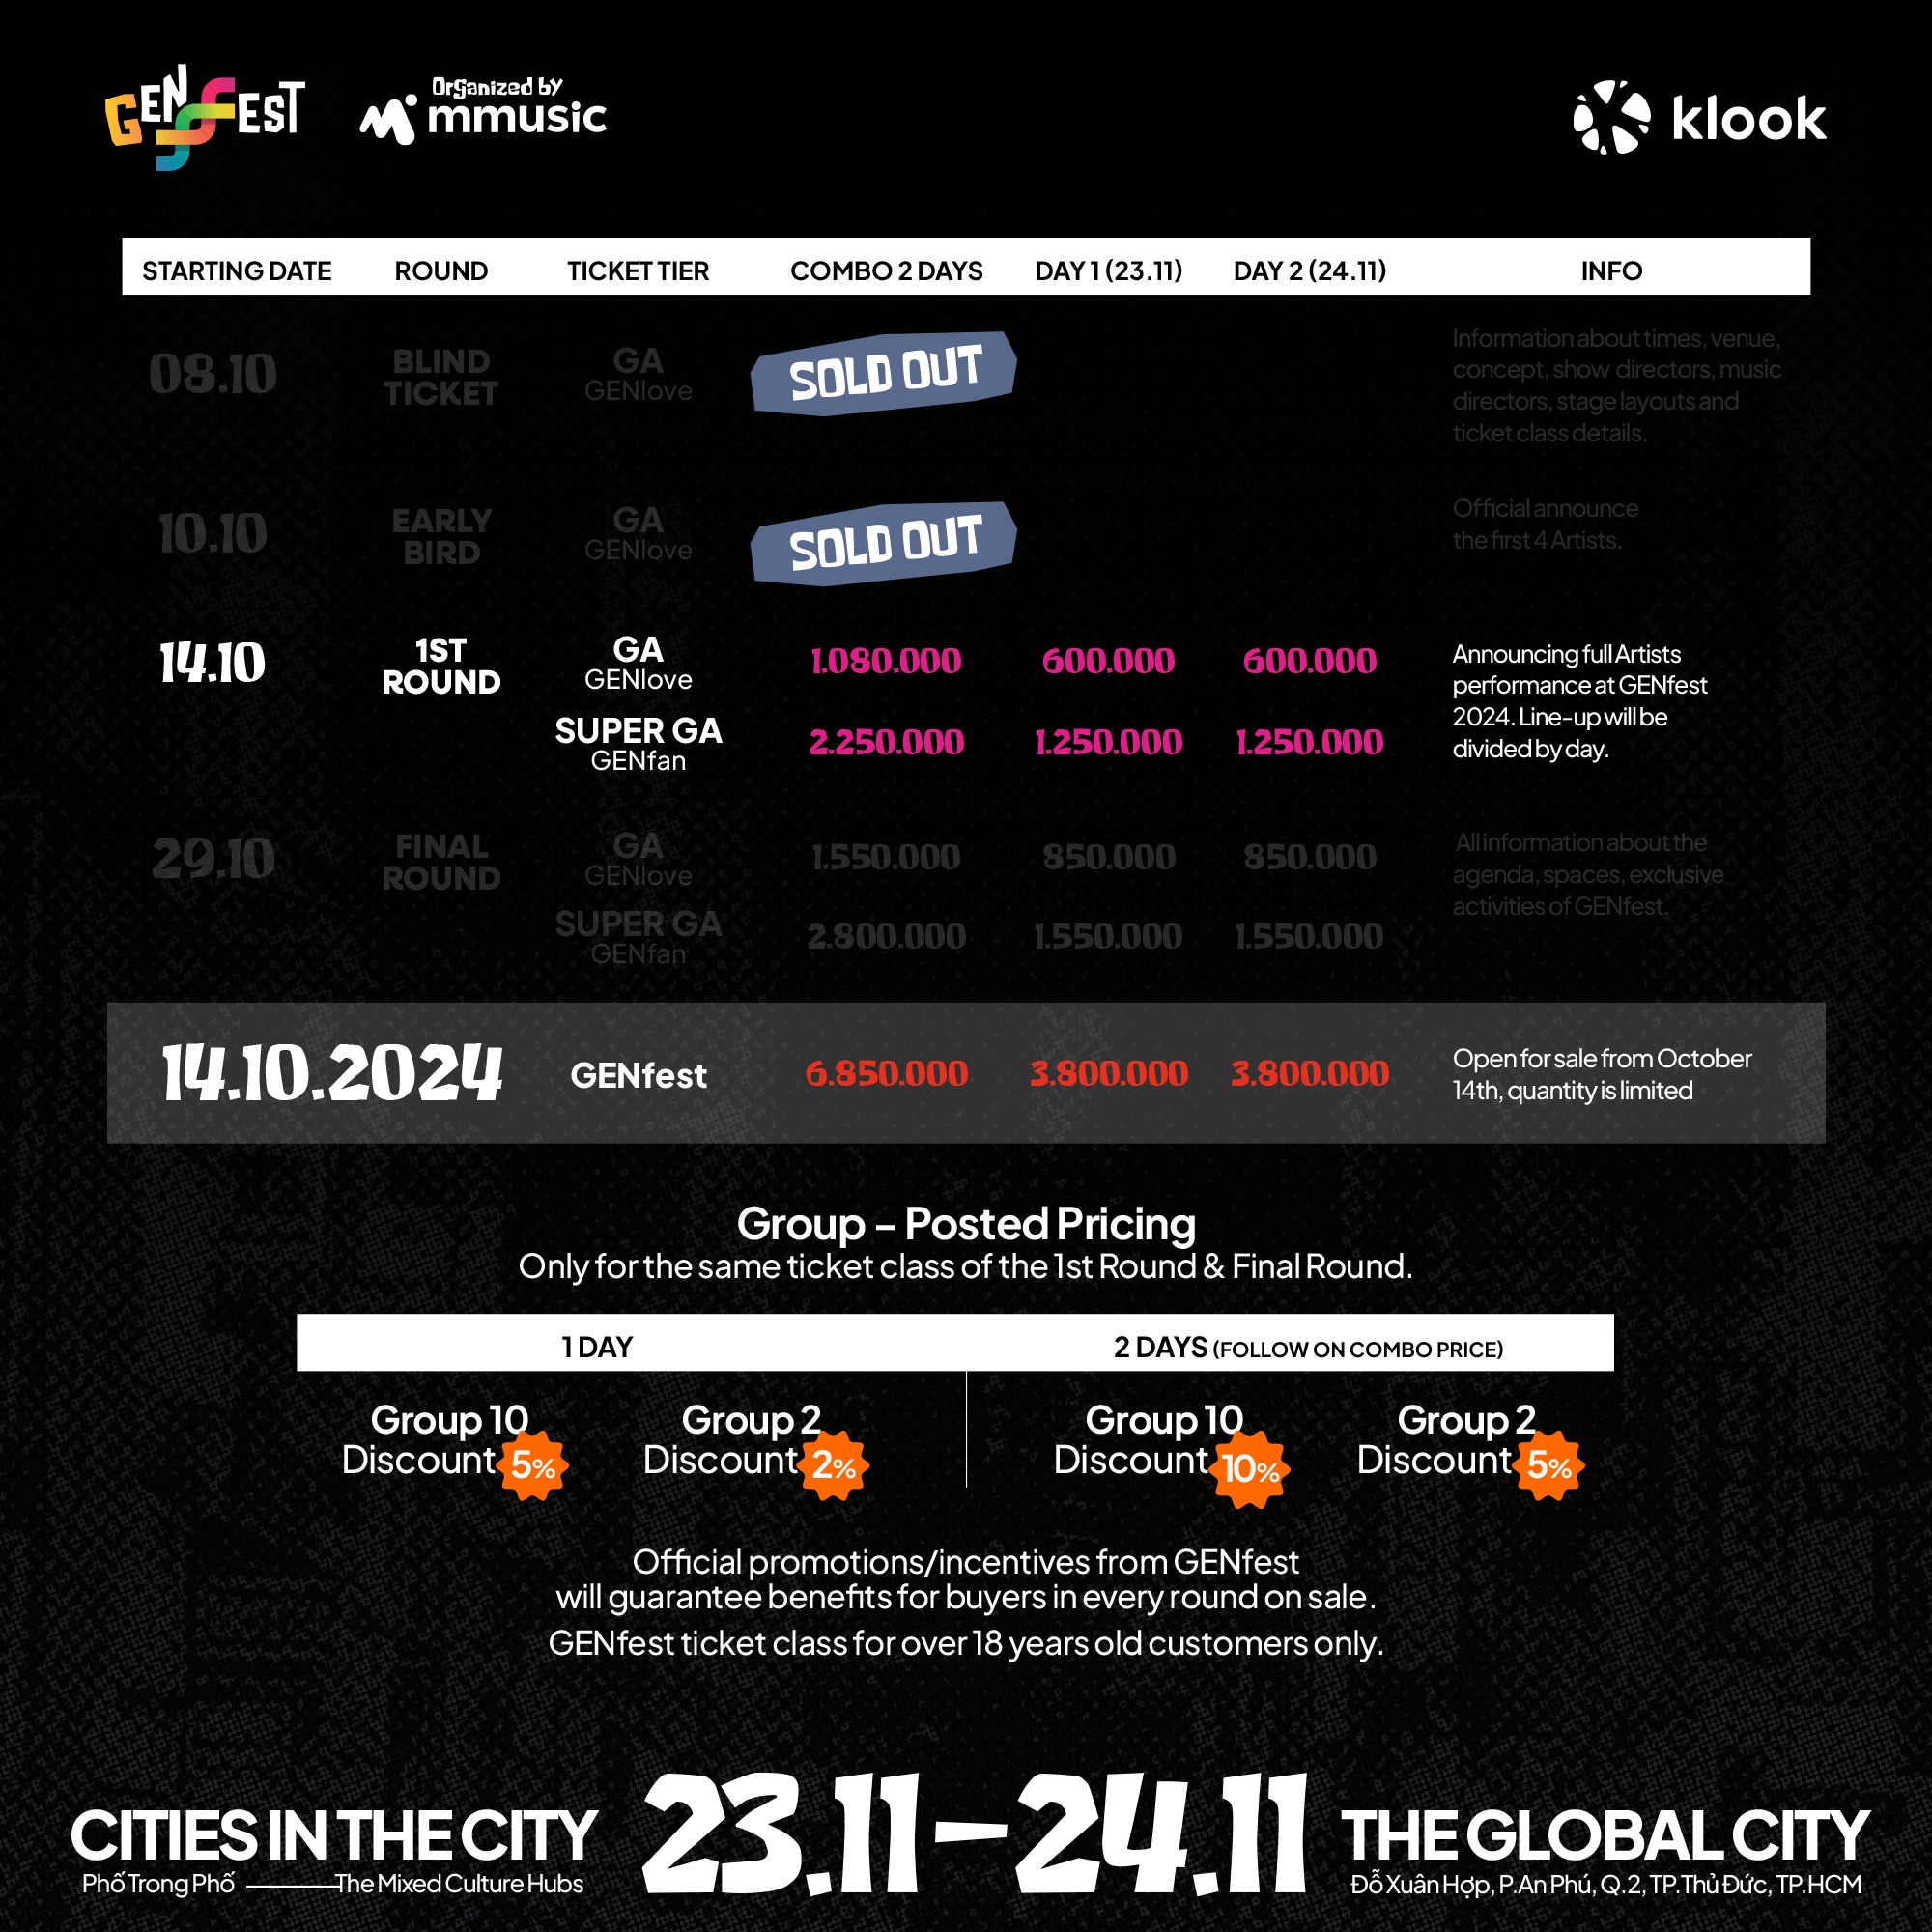 GENFEST
Organized by
mmusic
klook
STARTING DATE ROUND TICKET TIER COMBO 2 DAYS DAY 1 (23.11) DAY 2 (24.11) INFO
08.10
BLIND
TICKET
GA
GENlove
SOLD OUT
Information about times, venue,
concept, show directors, music
directors, stage layouts and
ticket class details.
10.10
EARLY
BIRD
GA
GENlove
SOLD OUT
Official announce
the first 4 Artists.
14.10
1ST
ROUND
GA
GENlove
1.080.000 600.000 600.000
SUPER GA
GENfan
2.250.000 1.250.000 1.250.000
Announcing full Artists
performance at GENfest
2024. Line-up will be
divided by day.
29.10
FINAL
ROUND
GA
GENlove
1.550.000 850.000 850.000
SUPER GA
GENfan
2.800.000 1.550.000 1.550.000
All information about the
agenda, spaces, exclusive
activities of GENfest.
14.10.2024 GENfest 6.850.000 3.800.000 3.800.000
Open for sale from October
14th, quantity is limited
Group – Posted Pricing
Only for the same ticket class of the 1st Round & Final Round.
1 DAY 2 DAYS (FOLLOW ON COMBO PRICE)
Group 10
Discount 5%
Group 2
Discount 2%
Group 10
Discount 10%
Group 2
Discount 5%
Official promotions/incentives from GENfest
will guarantee benefits for buyers in every round on sale.
GENfest ticket class for over 18 years old customers only.
CITIES IN THE CITY
Phố Trong Phố The Mixed Culture Hubs
23.11–24.11
THE GLOBAL CITY
Đỗ Xuân Hợp, P.An Phú, Q.2, TP.Thủ Đức, TP.HCM